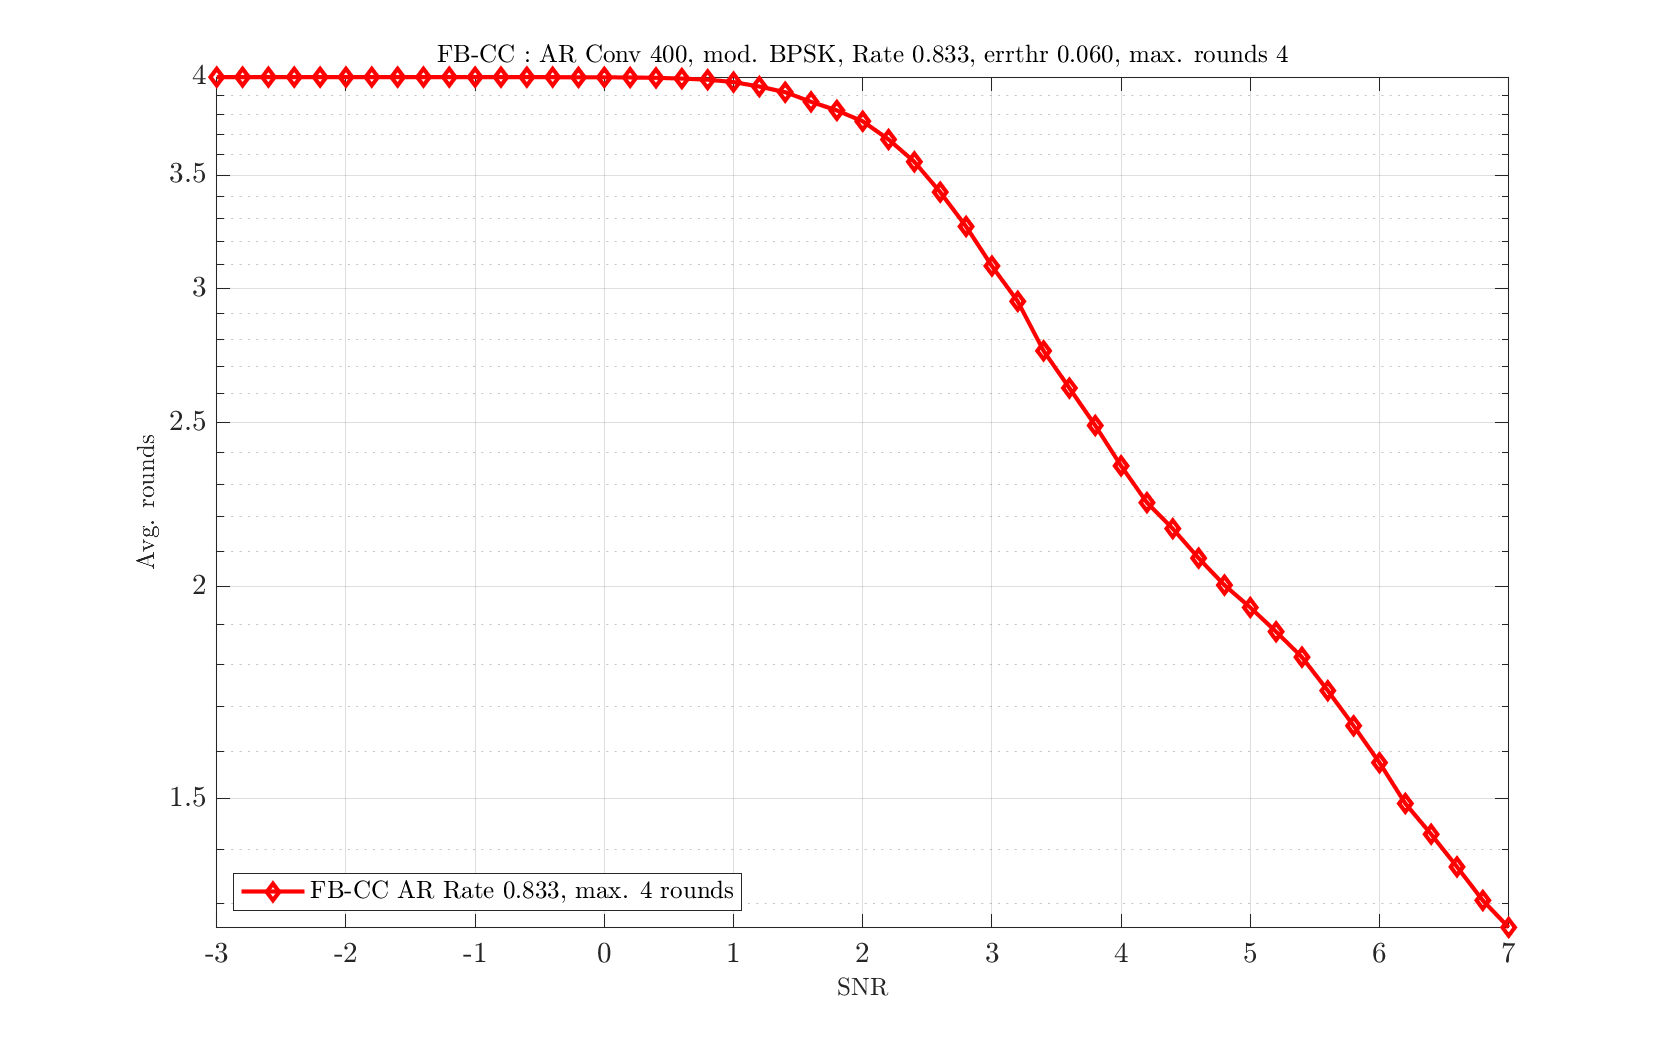 FB-CC : AR Conv 400, mod. BPSK, Rate 0.833, errthr 0.060, max. rounds 4
4
3.5
3
2.5
2
1.5
Avg. rounds
FB-CC AR Rate 0.833, max. 4 rounds
-3 -2 -1 0 1 2 3 4 5 6 7
SNR